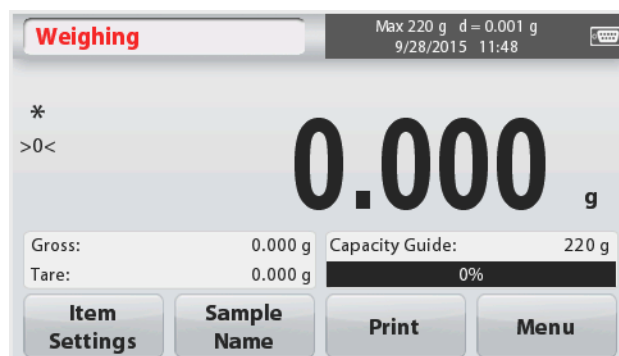 Weighing
Max 220 g d = 0.001 g
9/28/2015 11:48
*
>0<
0.000 g
Gross: 0.000 g
Tare: 0.000 g
Capacity Guide: 220 g
0%
Item Settings
Sample Name
Print
Menu